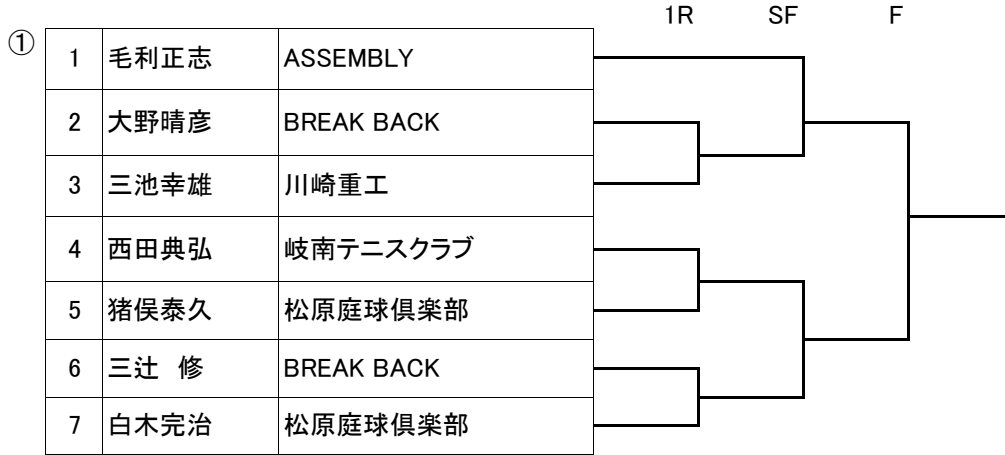 1R SF F
①
1 毛利正志 ASSEMBLY
2 大野晴彦 BREAK BACK
3 三池幸雄 川崎重工
4 西田典弘 岐南テニスクラブ
5 猪俣泰久 松原庭球倶楽部
6 三辻　修 BREAK BACK
7 白木完治 松原庭球倶楽部